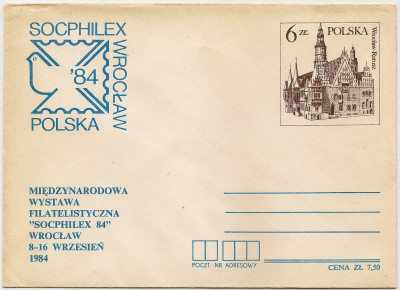 SOCPHILEX
WROCŁAW
'84
POLSKA
6 ZŁ POLSKA
Wrocław-Ratusz
MIĘDZYNARODOWA
WYSTAWA
FILATELISTYCZNA
"SOCPHILEX 84"
WROCŁAW
8-16 WRZESIEŃ
1984
POCZT. NR ADRESOWY
CENA ZŁ 7,50